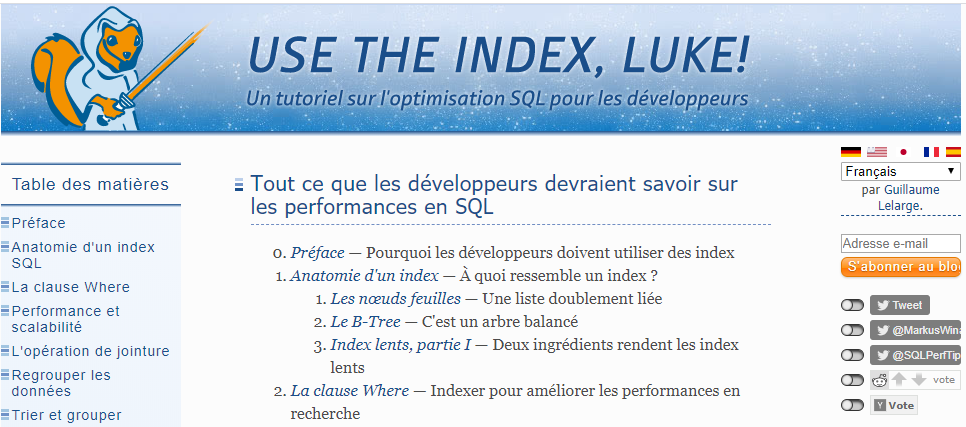 USE THE INDEX, LUKE!
Un tutoriel sur l'optimisation SQL pour les développeurs
Table des matières
Préface
Anatomie d'un index
SQL
La clause Where
Performance et
scalabilité
L'opération de jointure
Regrouper les
données
Trier et grouper
Tout ce que les développeurs devraient savoir sur
les performances en SQL
0. Préface — Pourquoi les développeurs doivent utiliser des index
1. Anatomie d'un index — À quoi ressemble un index ?
1. Les nœuds feuilles — Une liste doublement liée
2. Le B-Tree — C'est un arbre balancé
3. Index lents, partie I — Deux ingrédients rendent les index
lents
2. La clause Where — Indexer pour améliorer les performances en
recherche
Français
par Guillaume
Lelarge.
Adresse e-mail
S'abonner au blo
Tweet
@MarkusWina
@SQLPerfTip
vote
Y Vote